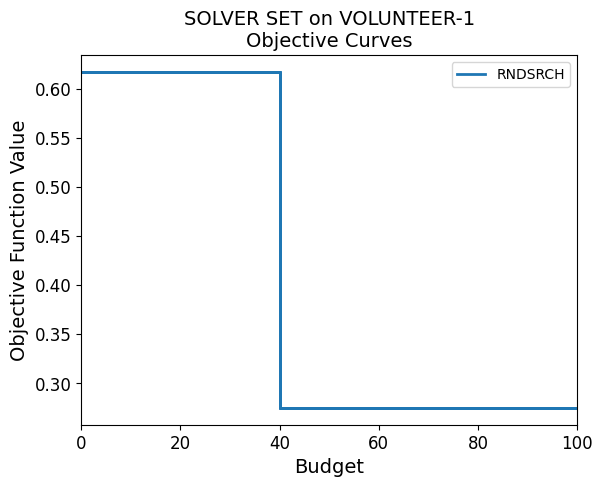 SOLVER SET on VOLUNTEER-1
Objective Curves
RNDSRCH
Objective Function Value
0.60
0.55
0.50
0.45
0.40
0.35
0.30
0 20 40 60 80 100
Budget